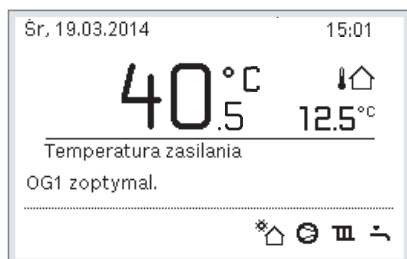 Śr, 19.03.2014 15:01
40.5 °C
12.5°C
Temperatura zasilania
OG1 zoptymal.